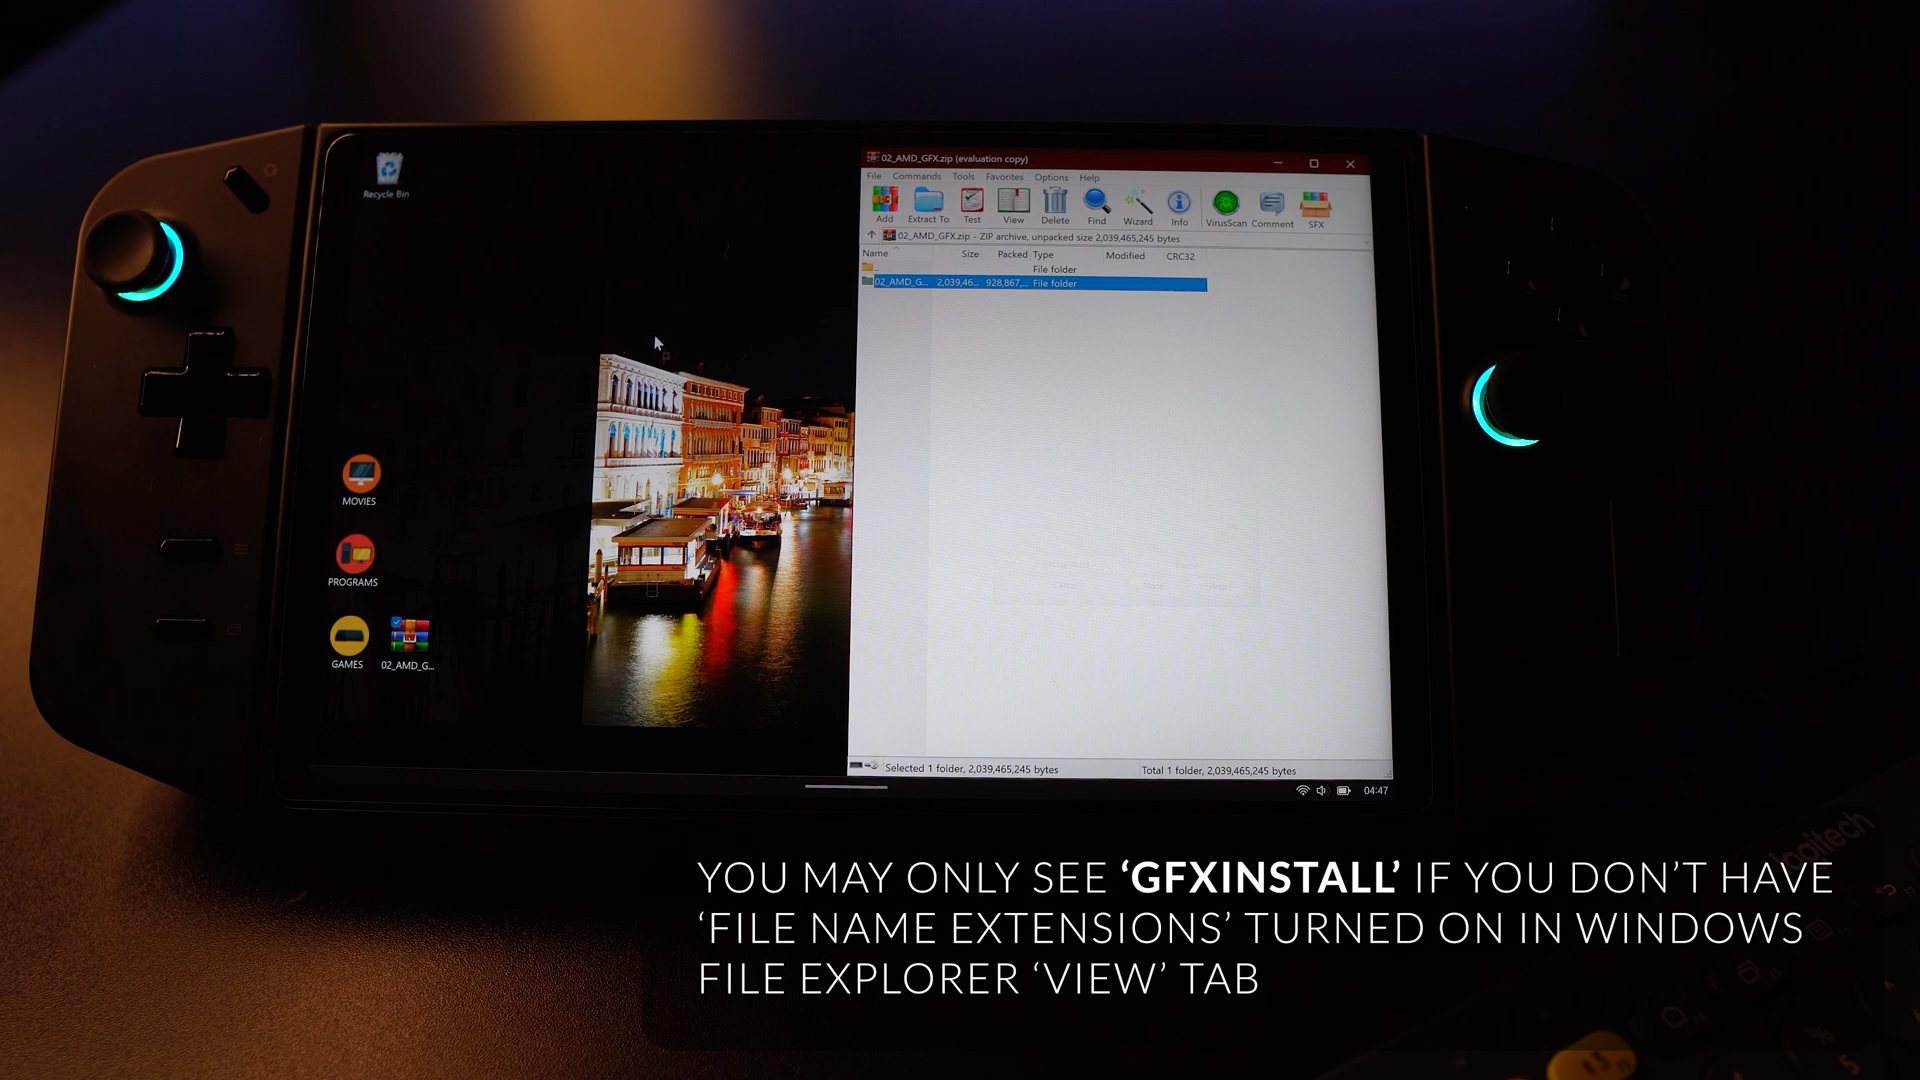 Recycle Bin
MOVIES
PROGRAMS
GAMES
02_AMD_G...
02_AMD_GFX.zip (evaluation copy)
File Commands Tools Favorites Options Help
Add Extract To Test View Delete Find Wizard Info VirusScan Comment SFX
02_AMD_GFX.zip - ZIP archive, unpacked size 2,039,465,245 bytes
Name Size Packed Type Modified CRC32
.. File folder
02_AMD_G... 2,039,46... 928,867,... File folder
Selected 1 folder, 2,039,465,245 bytes
Total 1 folder, 2,039,465,245 bytes
04:47
logitech
YOU MAY ONLY SEE ‘GFXINSTALL’ IF YOU DON’T HAVE
‘FILE NAME EXTENSIONS’ TURNED ON IN WINDOWS
FILE EXPLORER ‘VIEW’ TAB